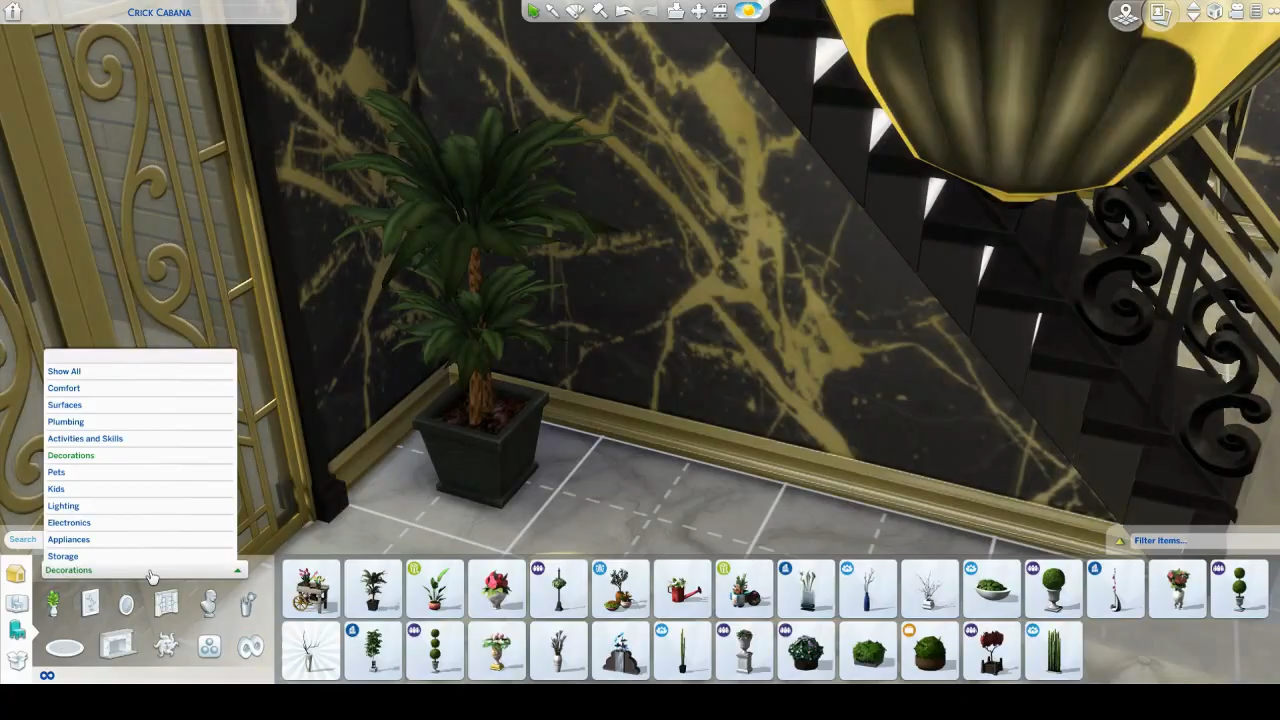 Crick Cabana
Show All
Comfort
Surfaces
Plumbing
Activities and Skills
Decorations
Pets
Kids
Lighting
Electronics
Appliances
Storage
Search
Filter Items...
Decorations